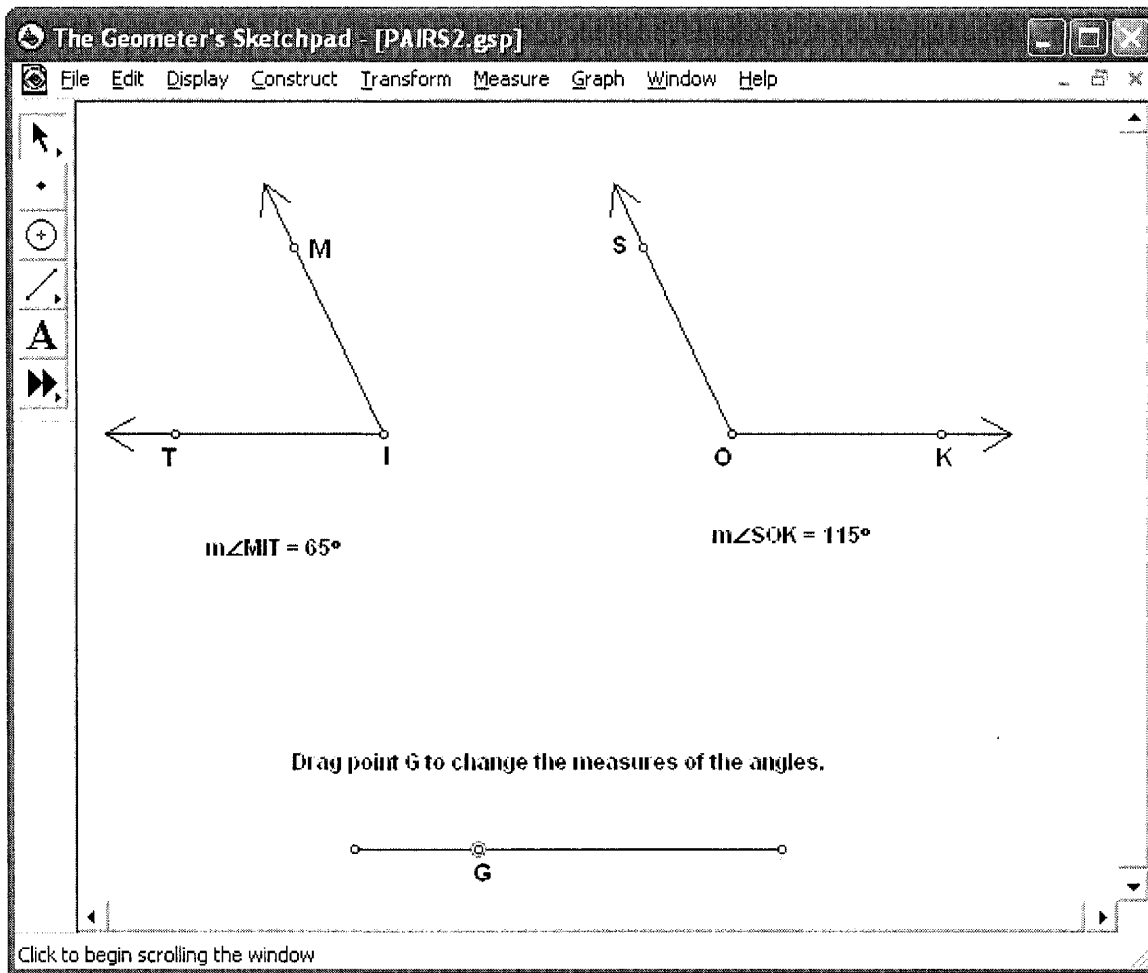 The Geometer's Sketchpad - [PAIRS2.gsp]
File Edit Display Construct Transform Measure Graph Window Help
A
M
S
T
I
O
K
m∠MIT = 65°
m∠SOK = 115°
Drag point G to change the measures of the angles.
G
Click to begin scrolling the window